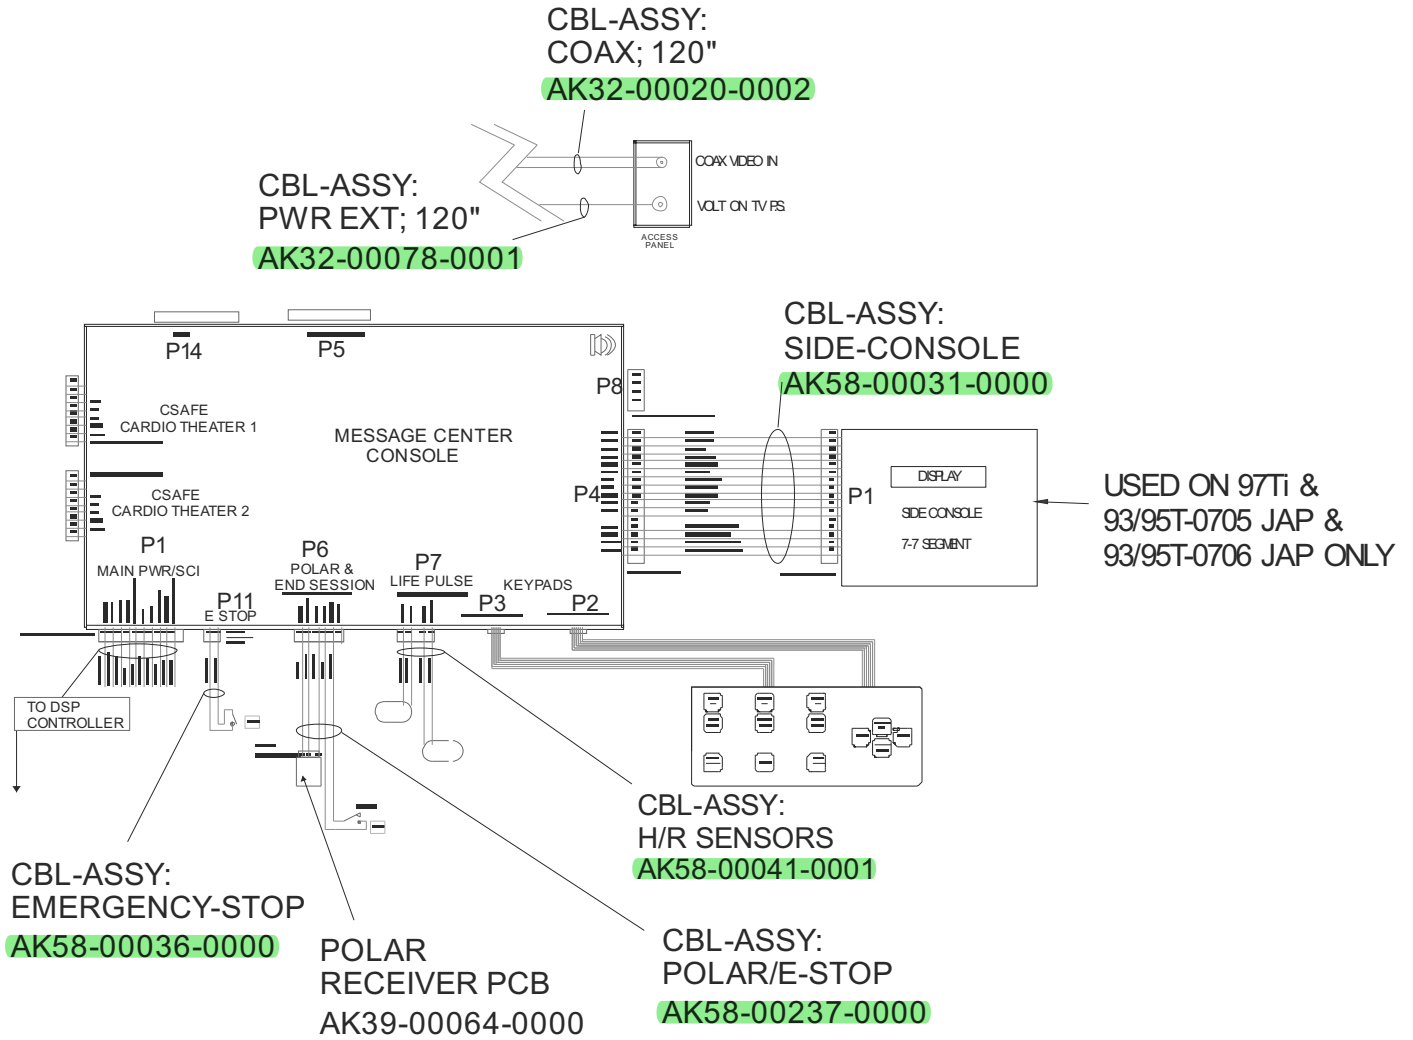 CBL-ASSY:
COAX; 120"
AK32-00020-0002
COAX VIDEO IN
VOLT ON TV P.S.
ACCESS
PANEL
CBL-ASSY:
PWR EXT; 120"
AK32-00078-0001
CBL-ASSY:
SIDE-CONSOLE
AK58-00031-0000
P14
P5
P8
CSAFE
CARDIO THEATER 1
MESSAGE CENTER
CONSOLE
CSAFE
CARDIO THEATER 2
P4
P1
DISPLAY
SIDE CONSOLE
7-7 SEGMENT
USED ON 97Ti &
93/95T-0705 JAP &
93/95T-0706 JAP ONLY
P1
MAIN PWR/SCI
P11
E STOP
P6
POLAR &
END SESSION
P7
LIFE PULSE
KEYPADS
P3
P2
TO DSP
CONTROLLER
CBL-ASSY:
H/R SENSORS
AK58-00041-0001
CBL-ASSY:
EMERGENCY-STOP
AK58-00036-0000
POLAR
RECEIVER PCB
AK39-00064-0000
CBL-ASSY:
POLAR/E-STOP
AK58-00237-0000